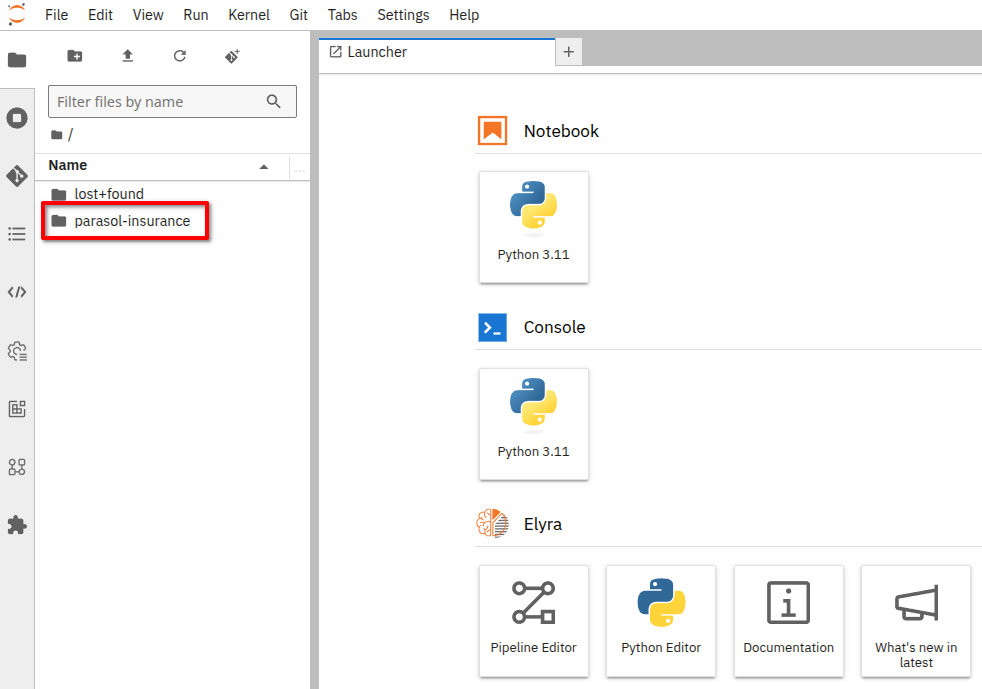 File Edit View Run Kernel Git Tabs Settings Help
Launcher
Filter files by name
/
Name
...
lost+found
parasol-insurance
Notebook
Python 3.11
Console
Python 3.11
Elyra
Pipeline Editor
Python Editor
Documentation
What's new in
latest